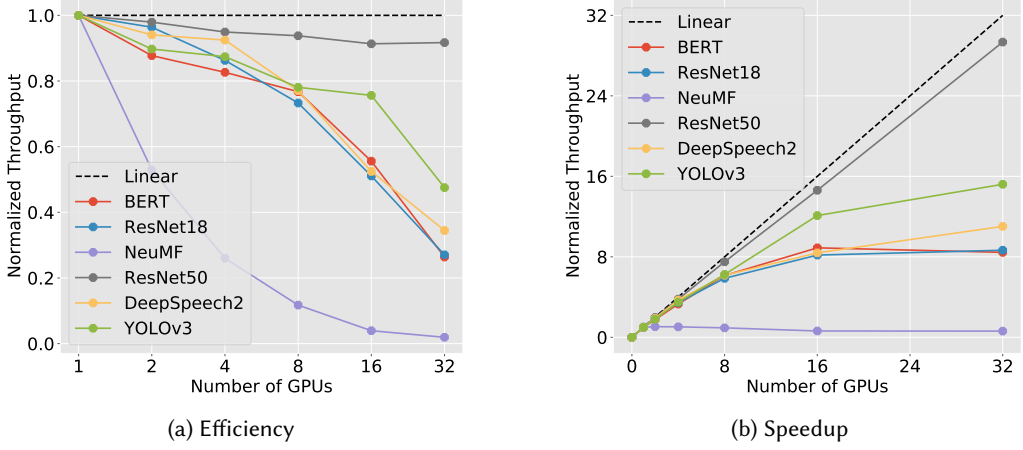 Normalized Throughput
1.0
0.8
0.6
0.4
0.2
0.0
Linear
BERT
ResNet18
NeuMF
ResNet50
DeepSpeech2
YOLOv3
1 2 4 8 16 32
Number of GPUs
(a) Efficiency
Normalized Throughput
32
24
16
8
0
Linear
BERT
ResNet18
NeuMF
ResNet50
DeepSpeech2
YOLOv3
0 8 16 24 32
Number of GPUs
(b) Speedup